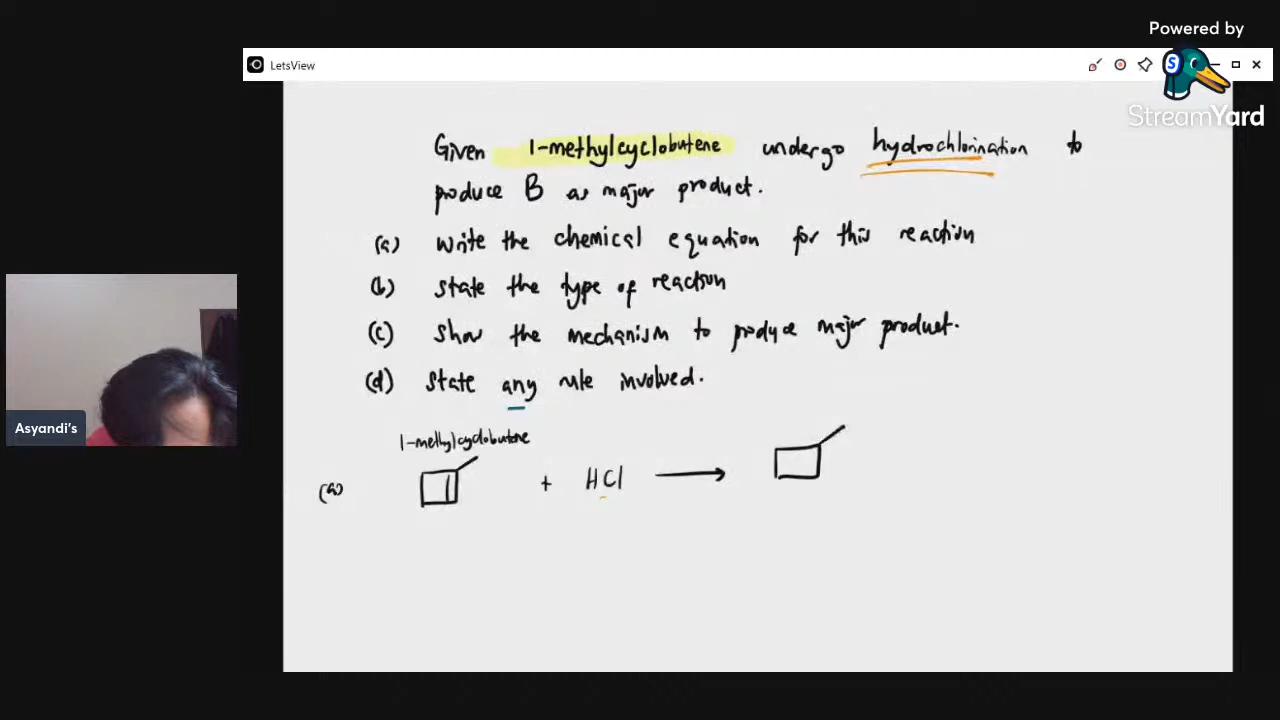 Powered by
StreamYard
LetsView
Given 1-methylcyclobutene undergo hydrochlorination to
produce B as major product.
(a) Write the chemical equation for this reaction
(b) State the type of reaction
(c) Show the mechanism to produce major product.
(d) State any rule involved.
Asyandi's
1-methylcyclobutene
(a) + HCl